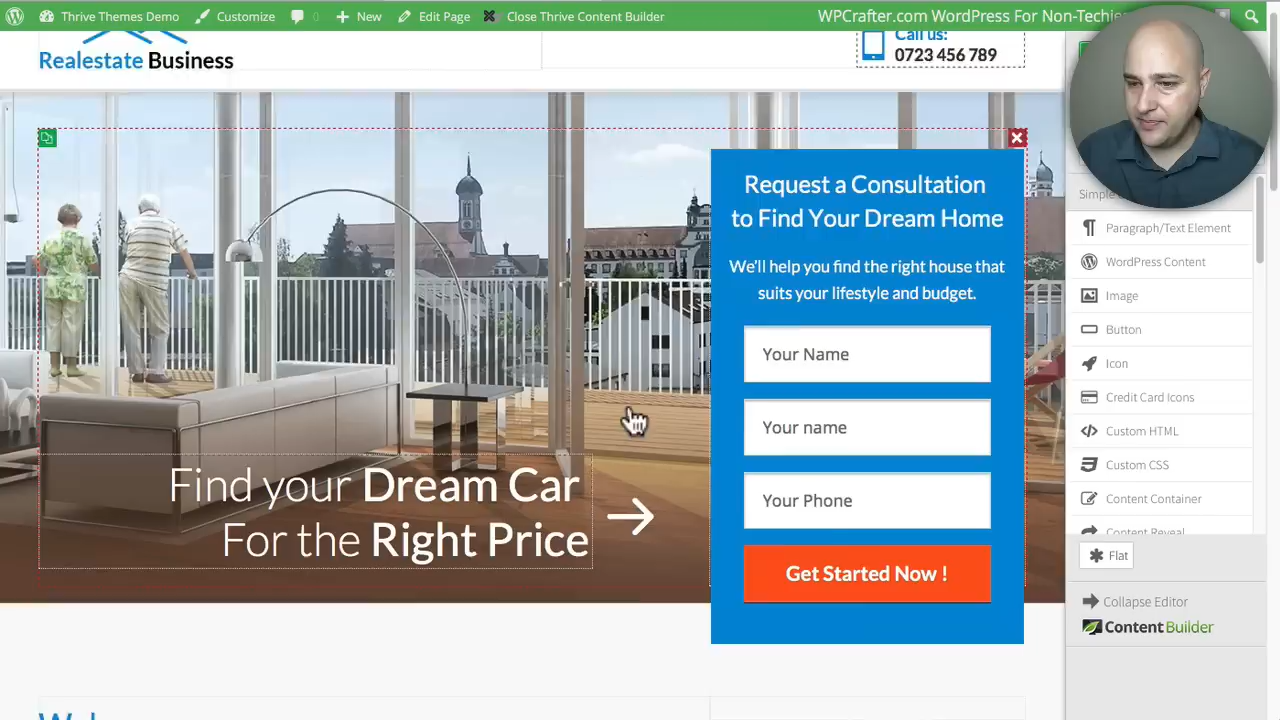 Thrive Themes Demo Customize 0 New Edit Page Close Thrive Content Builder WPCrafter.com WordPress For Non-Techies
Realestate Business
Call us:
0723 456 789
Request a Consultation
to Find Your Dream Home
We'll help you find the right house that
suits your lifestyle and budget.
Your Name
Your name
Your Phone
Get Started Now !
Find your Dream Car
For the Right Price
Simple
Paragraph/Text Element
WordPress Content
Image
Button
Icon
Credit Card Icons
Custom HTML
Custom CSS
Content Container
Content Reveal
Flat
Collapse Editor
Content Builder